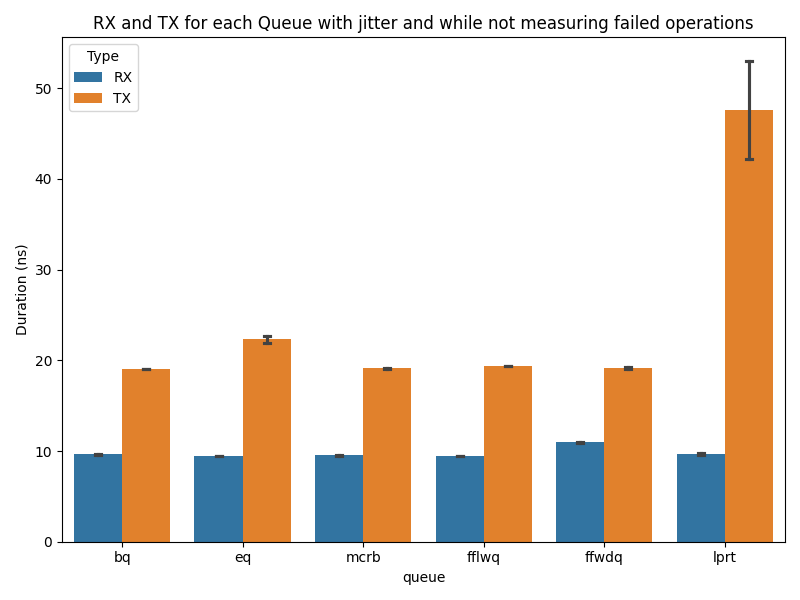 RX and TX for each Queue with jitter and while not measuring failed operations
Type
RX
TX
Duration (ns)
50
40
30
20
10
0
bq eq mcrb fflwq ffwdq lprt
queue